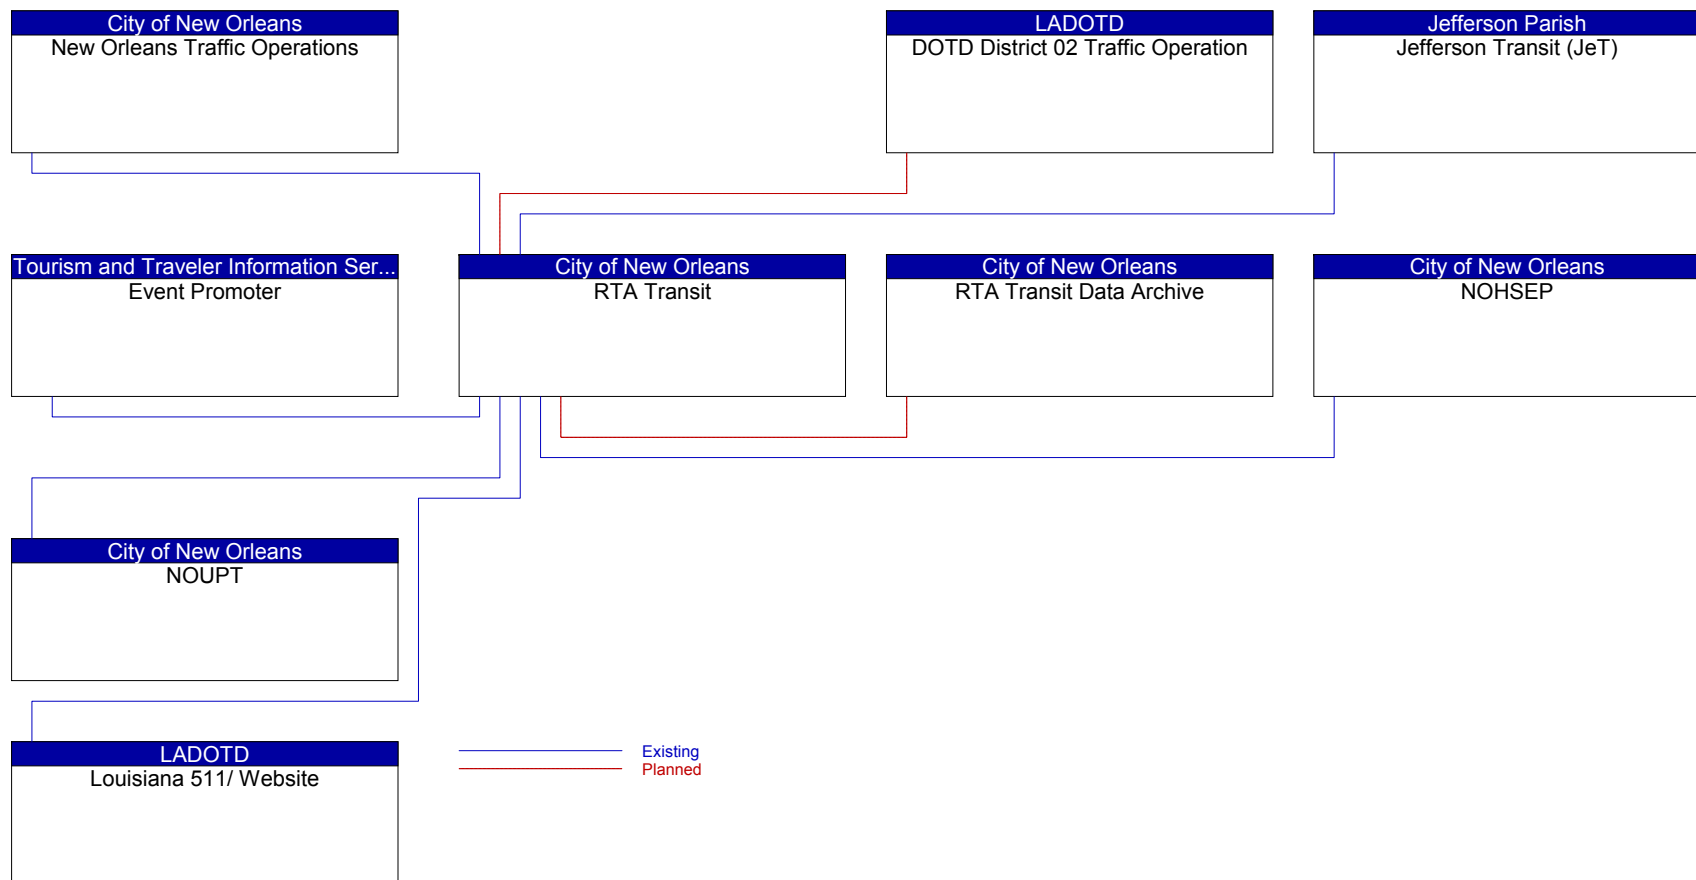 City of New Orleans
New Orleans Traffic Operations
LADOTD
DOTD District 02 Traffic Operation
Jefferson Parish
Jefferson Transit (JeT)
Tourism and Traveler Information Ser...
Event Promoter
City of New Orleans
RTA Transit
City of New Orleans
RTA Transit Data Archive
City of New Orleans
NOHSEP
City of New Orleans
NOUPT
LADOTD
Louisiana 511/ Website
Existing
Planned